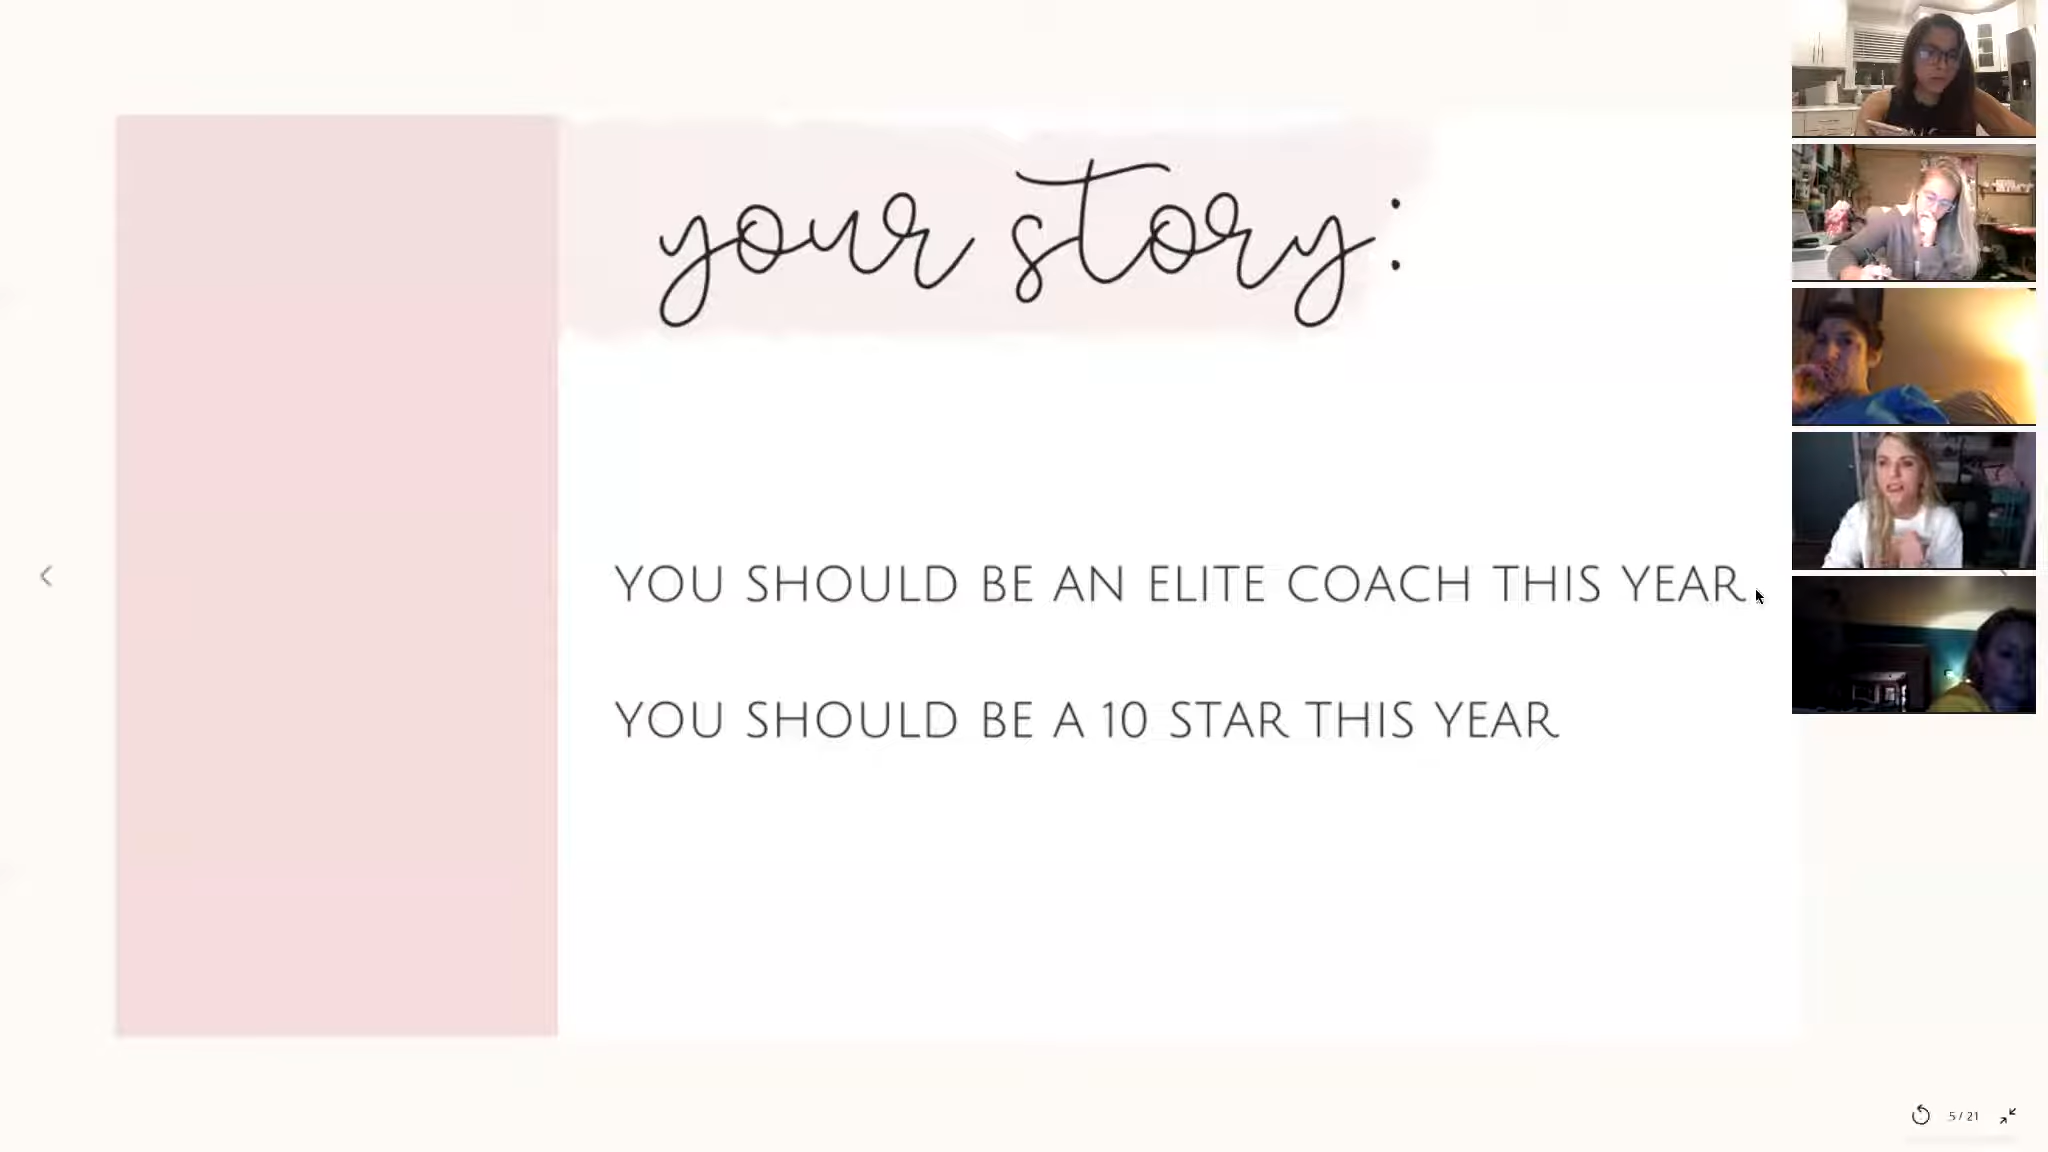 your story:
YOU SHOULD BE AN ELITE COACH THIS YEAR
YOU SHOULD BE A 10 STAR THIS YEAR
5 / 21